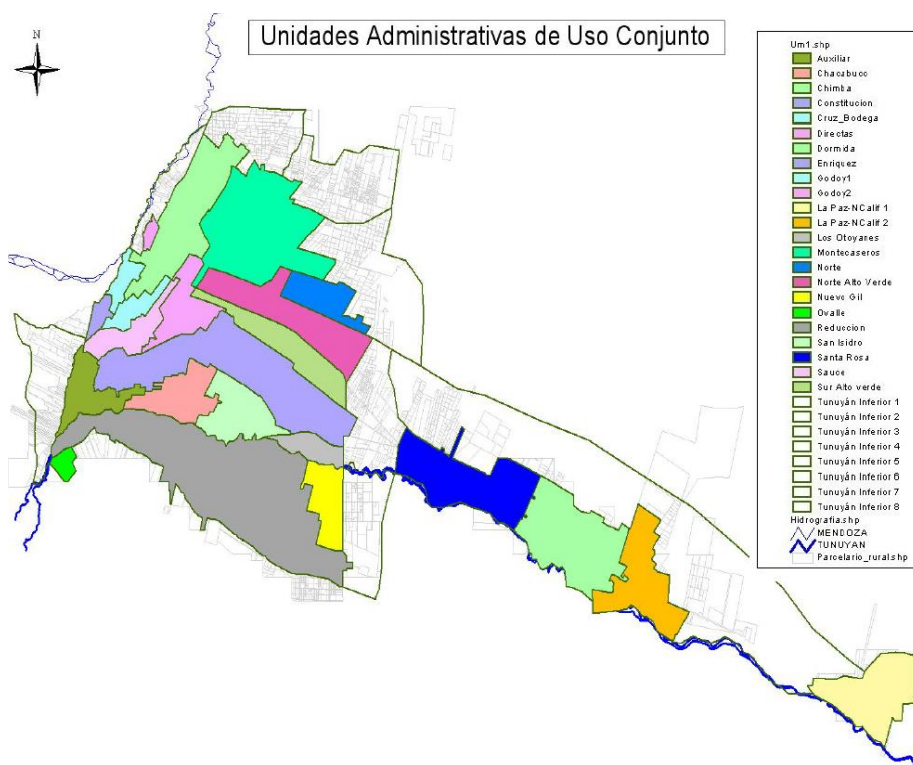 Unidades Administrativas de Uso Conjunto
N
Um1.shp
Auxiliar
Chacabuco
Chimba
Constitucion
Cruz_Bodega
Directas
Dormida
Enriquez
Godoy1
Godoy2
La Paz-NCalif 1
La Paz-NCalif 2
Los Otoyanes
Montecaseros
Norte
Norte Alto Verde
Nuevo Gil
Ovalle
Reduccion
San Isidro
Santa Rosa
Sauce
Sur Alto verde
Tunuyán Inferior 1
Tunuyán Inferior 2
Tunuyán Inferior 3
Tunuyán Inferior 4
Tunuyán Inferior 5
Tunuyán Inferior 6
Tunuyán Inferior 7
Tunuyán Inferior 8
Hidrografia.shp
MENDOZA
TUNUYAN
Parcelario_rural.shp